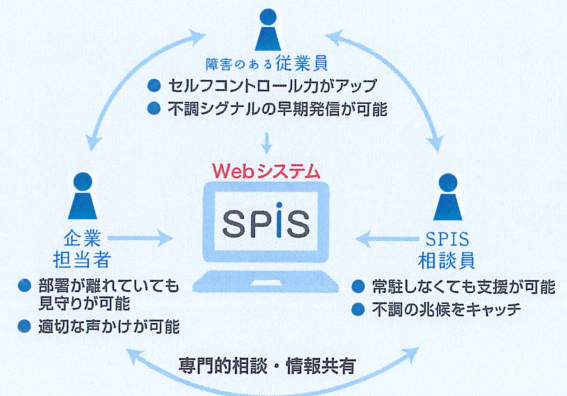 障害のある従業員
● セルフコントロール力がアップ
● 不調シグナルの早期発信が可能
Webシステム
SPiS
企業
担当者
● 部署が離れていても
見守りが可能
● 適切な声かけが可能
SPIS
相談員
● 常駐しなくても支援が可能
● 不調の兆候をキャッチ
専門的相談・情報共有